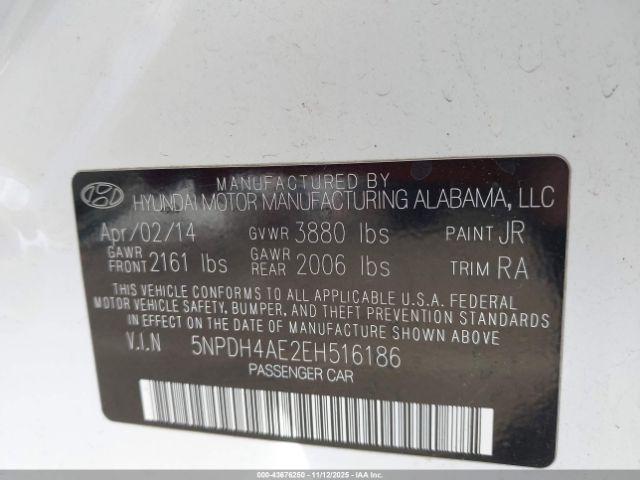 MANUFACTURED BY
HYUNDAI MOTOR MANUFACTURING ALABAMA, LLC
Apr/02/14 GVWR 3880 lbs PAINT JR
GAWR FRONT 2161 lbs GAWR REAR 2006 lbs TRIM RA
THIS VEHICLE CONFORMS TO ALL APPLICABLE U.S.A. FEDERAL
MOTOR VEHICLE SAFETY, BUMPER, AND THEFT PREVENTION STANDARDS
IN EFFECT ON THE DATE OF MANUFACTURE SHOWN ABOVE.
V.I.N 5NPDH4AE2EH516186
PASSENGER CAR
000-43676250 - 11/12/2025 - IAA Inc.